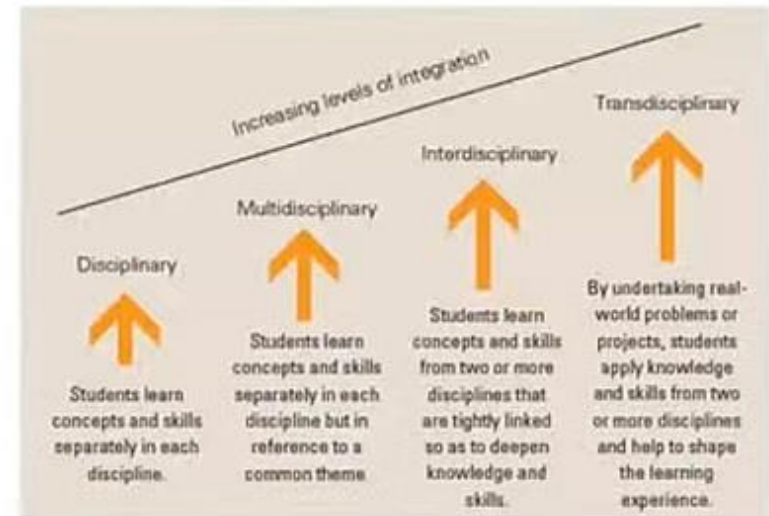 Increasing levels of integration
Disciplinary
Students learn
concepts and skills
separately in each
discipline.
Multidisciplinary
Students learn
concepts and skills
separately in each
discipline but in
reference to a
common theme
Interdisciplinary
Students learn
concepts and skills
from two or more
disciplines that
are tightly linked
so as to deepen
knowledge and
skills.
Transdisciplinary
By undertaking real-
world problems or
projects, students
apply knowledge
and skills from two
or more disciplines
and help to shape
the learning
experience.